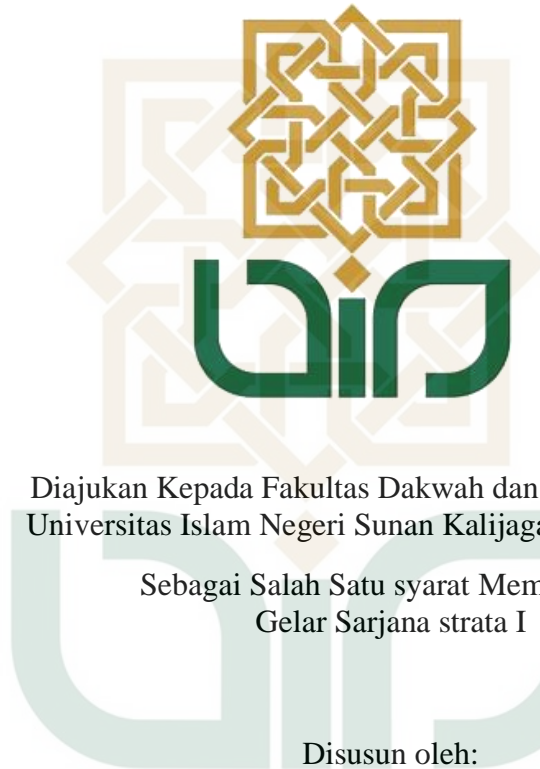 Diajukan Kepada Fakultas Dakwah dan
Universitas Islam Negeri Sunan Kalijaga
Sebagai Salah Satu syarat Mem
Gelar Sarjana strata I
Disusun oleh: